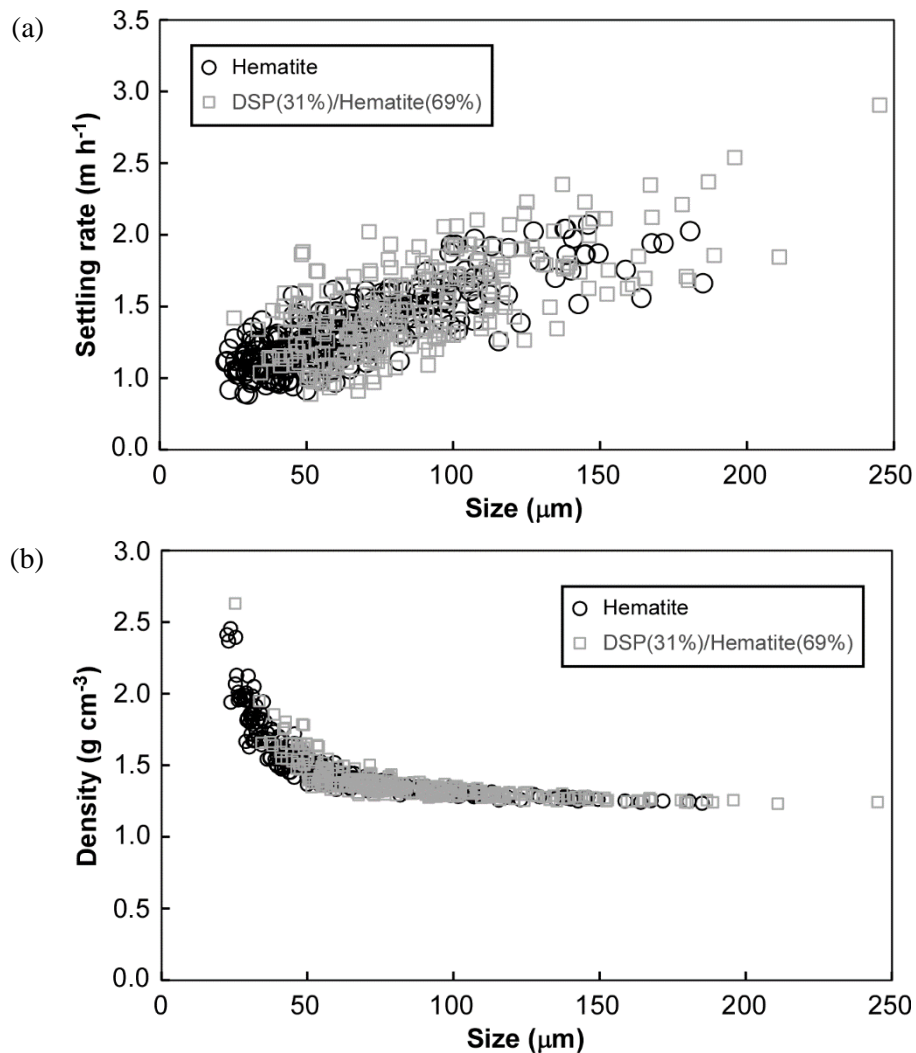 (a)
3.5
3.0
2.5
2.0
1.5
1.0
0.0
Settling rate (m h-1)
Hematite
DSP(31%)/Hematite(69%)
0 50 100 150 200 250
Size (μm)
(b)
3.0
2.5
2.0
1.5
1.0
0.5
0.0
Density (g cm-3)
Hematite
DSP(31%)/Hematite(69%)
0 50 100 150 200 250
Size (μm)